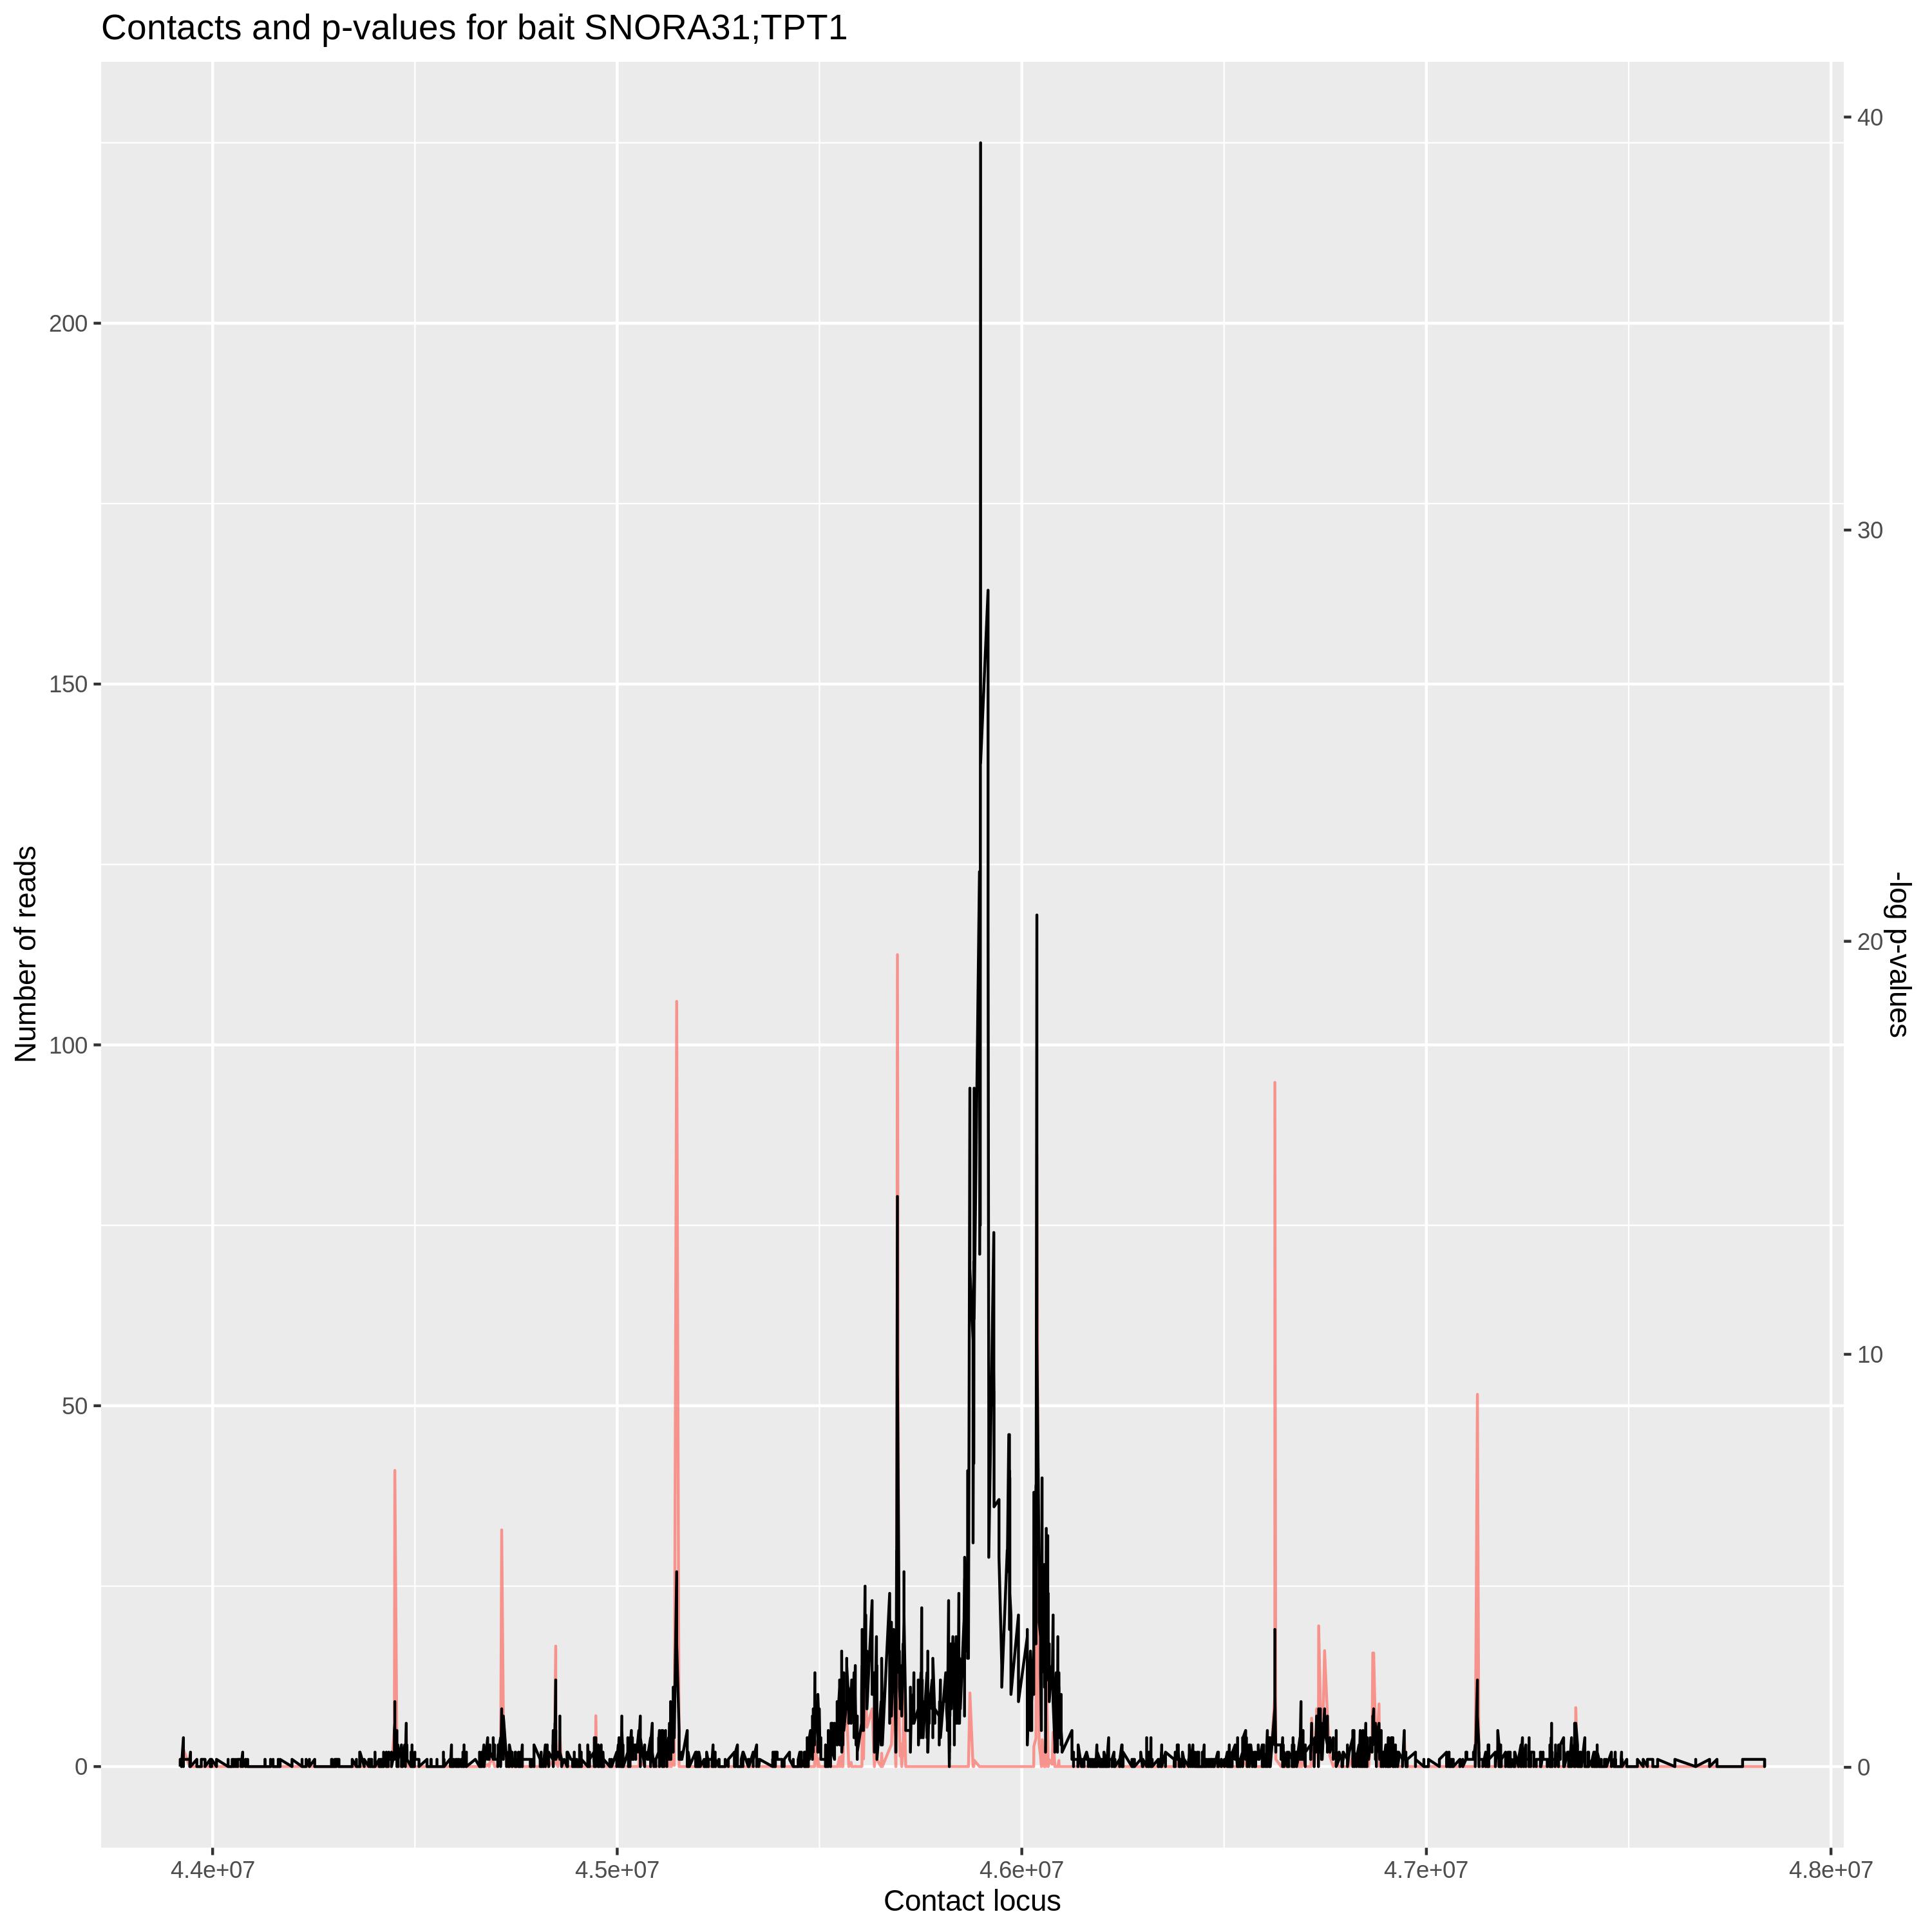 Contacts and p-values for bait SNORA31;TPT1
Number of reads
200
150
100
50
0
40
30
20
10
0
-log p-values
4.4e+07 4.5e+07 4.6e+07 4.7e+07 4.8e+07
Contact locus